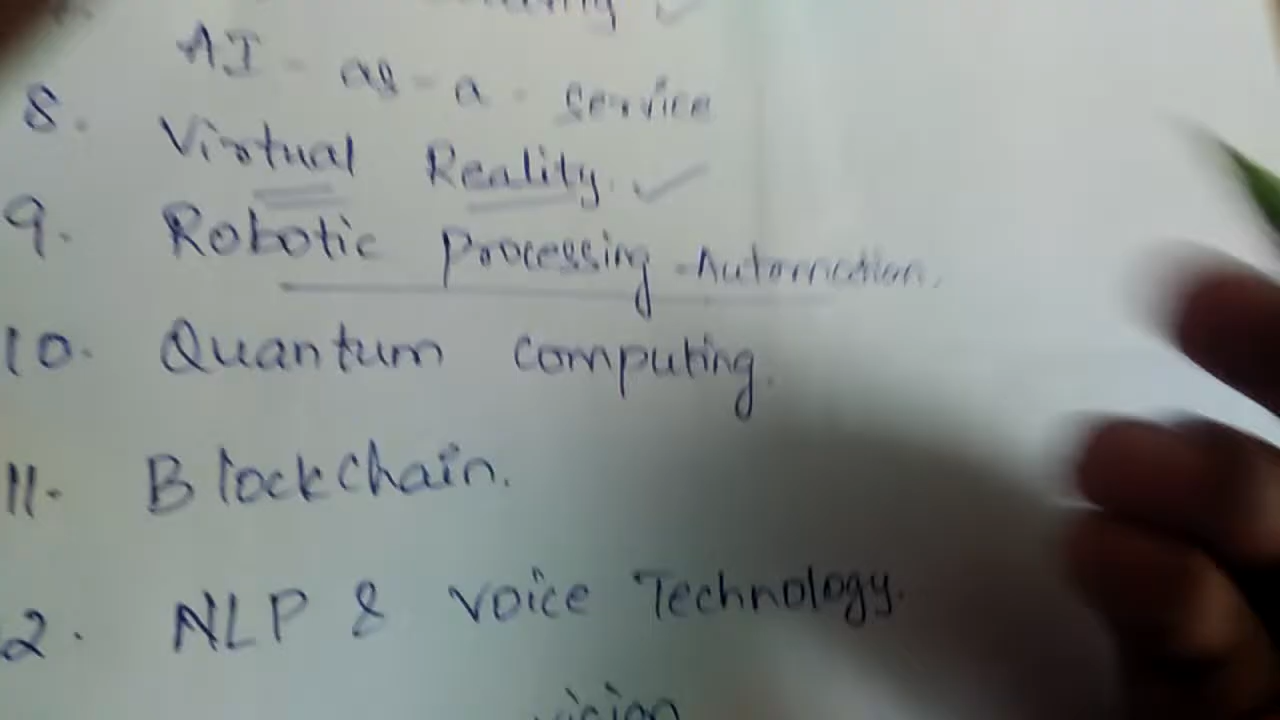 AI - as - a - service
8. Virtual Reality. ✓
9. Robotic Processing Automation.
10. Quantum computing.
11. Blockchain.
2. NLP & Voice Technology.
vision